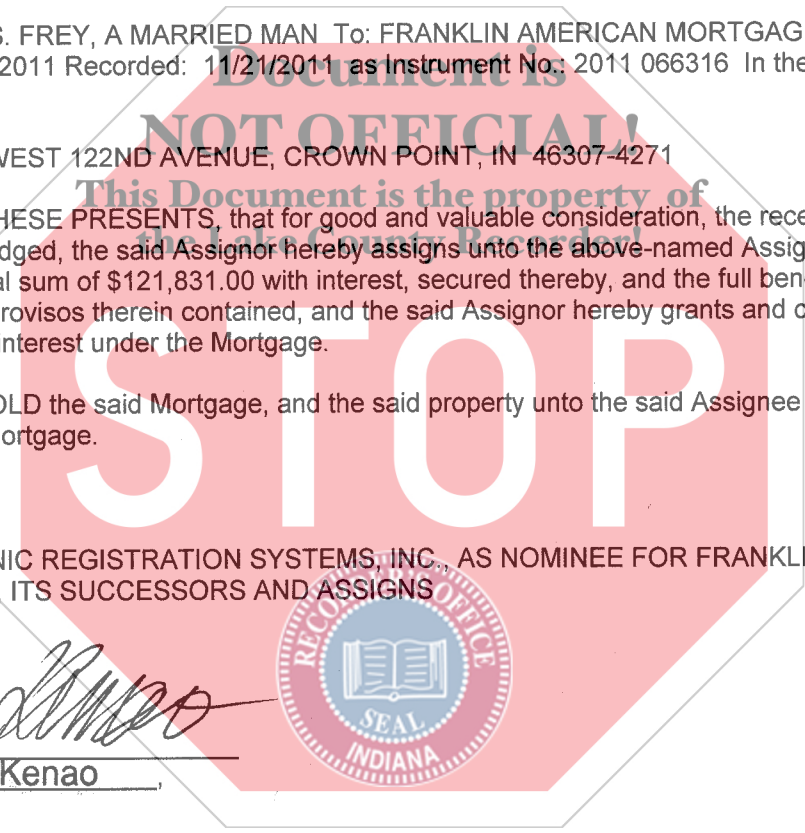 S. FREY, A MARRIED MAN To: FRANKLIN AMERICAN MORTGAG
2011 Recorded: 11/21/2011 as Instrument No.: 2011 066316 In the
Document is
NOT OFFICIAL!
WEST 122ND AVENUE, CROWN POINT, IN 46307-4271
This Document is the property of
HESE PRESENTS, that for good and valuable consideration, the rece
the Lake County Recorder!
dged, the said Assignor hereby assigns unto the above-named Assig
al sum of $121,831.00 with interest, secured thereby, and the full ben
rovisos therein contained, and the said Assignor hereby grants and c
interest under the Mortgage.
STOP
OLD the said Mortgage, and the said property unto the said Assignee
ortgage.
NIC REGISTRATION SYSTEMS, INC., AS NOMINEE FOR FRANKLI
ITS SUCCESSORS AND ASSIGNS
RECORDER'S OFFICE
SEAL
INDIANA
Kenao,